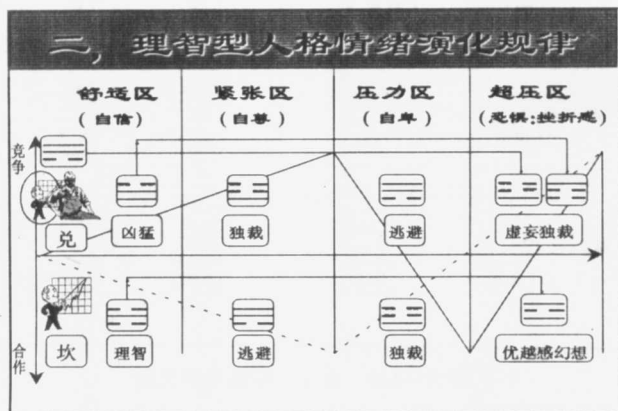 二，理智型人格情绪演化规律
舒适区 紧张区 压力区 超压区
（自信） （自尊） （自卑） （恐惧;挫折感）
竞争
兑 凶猛 独裁 逃避 虚妄独裁
合作
坎 理智 逃避 独裁 优越感幻想